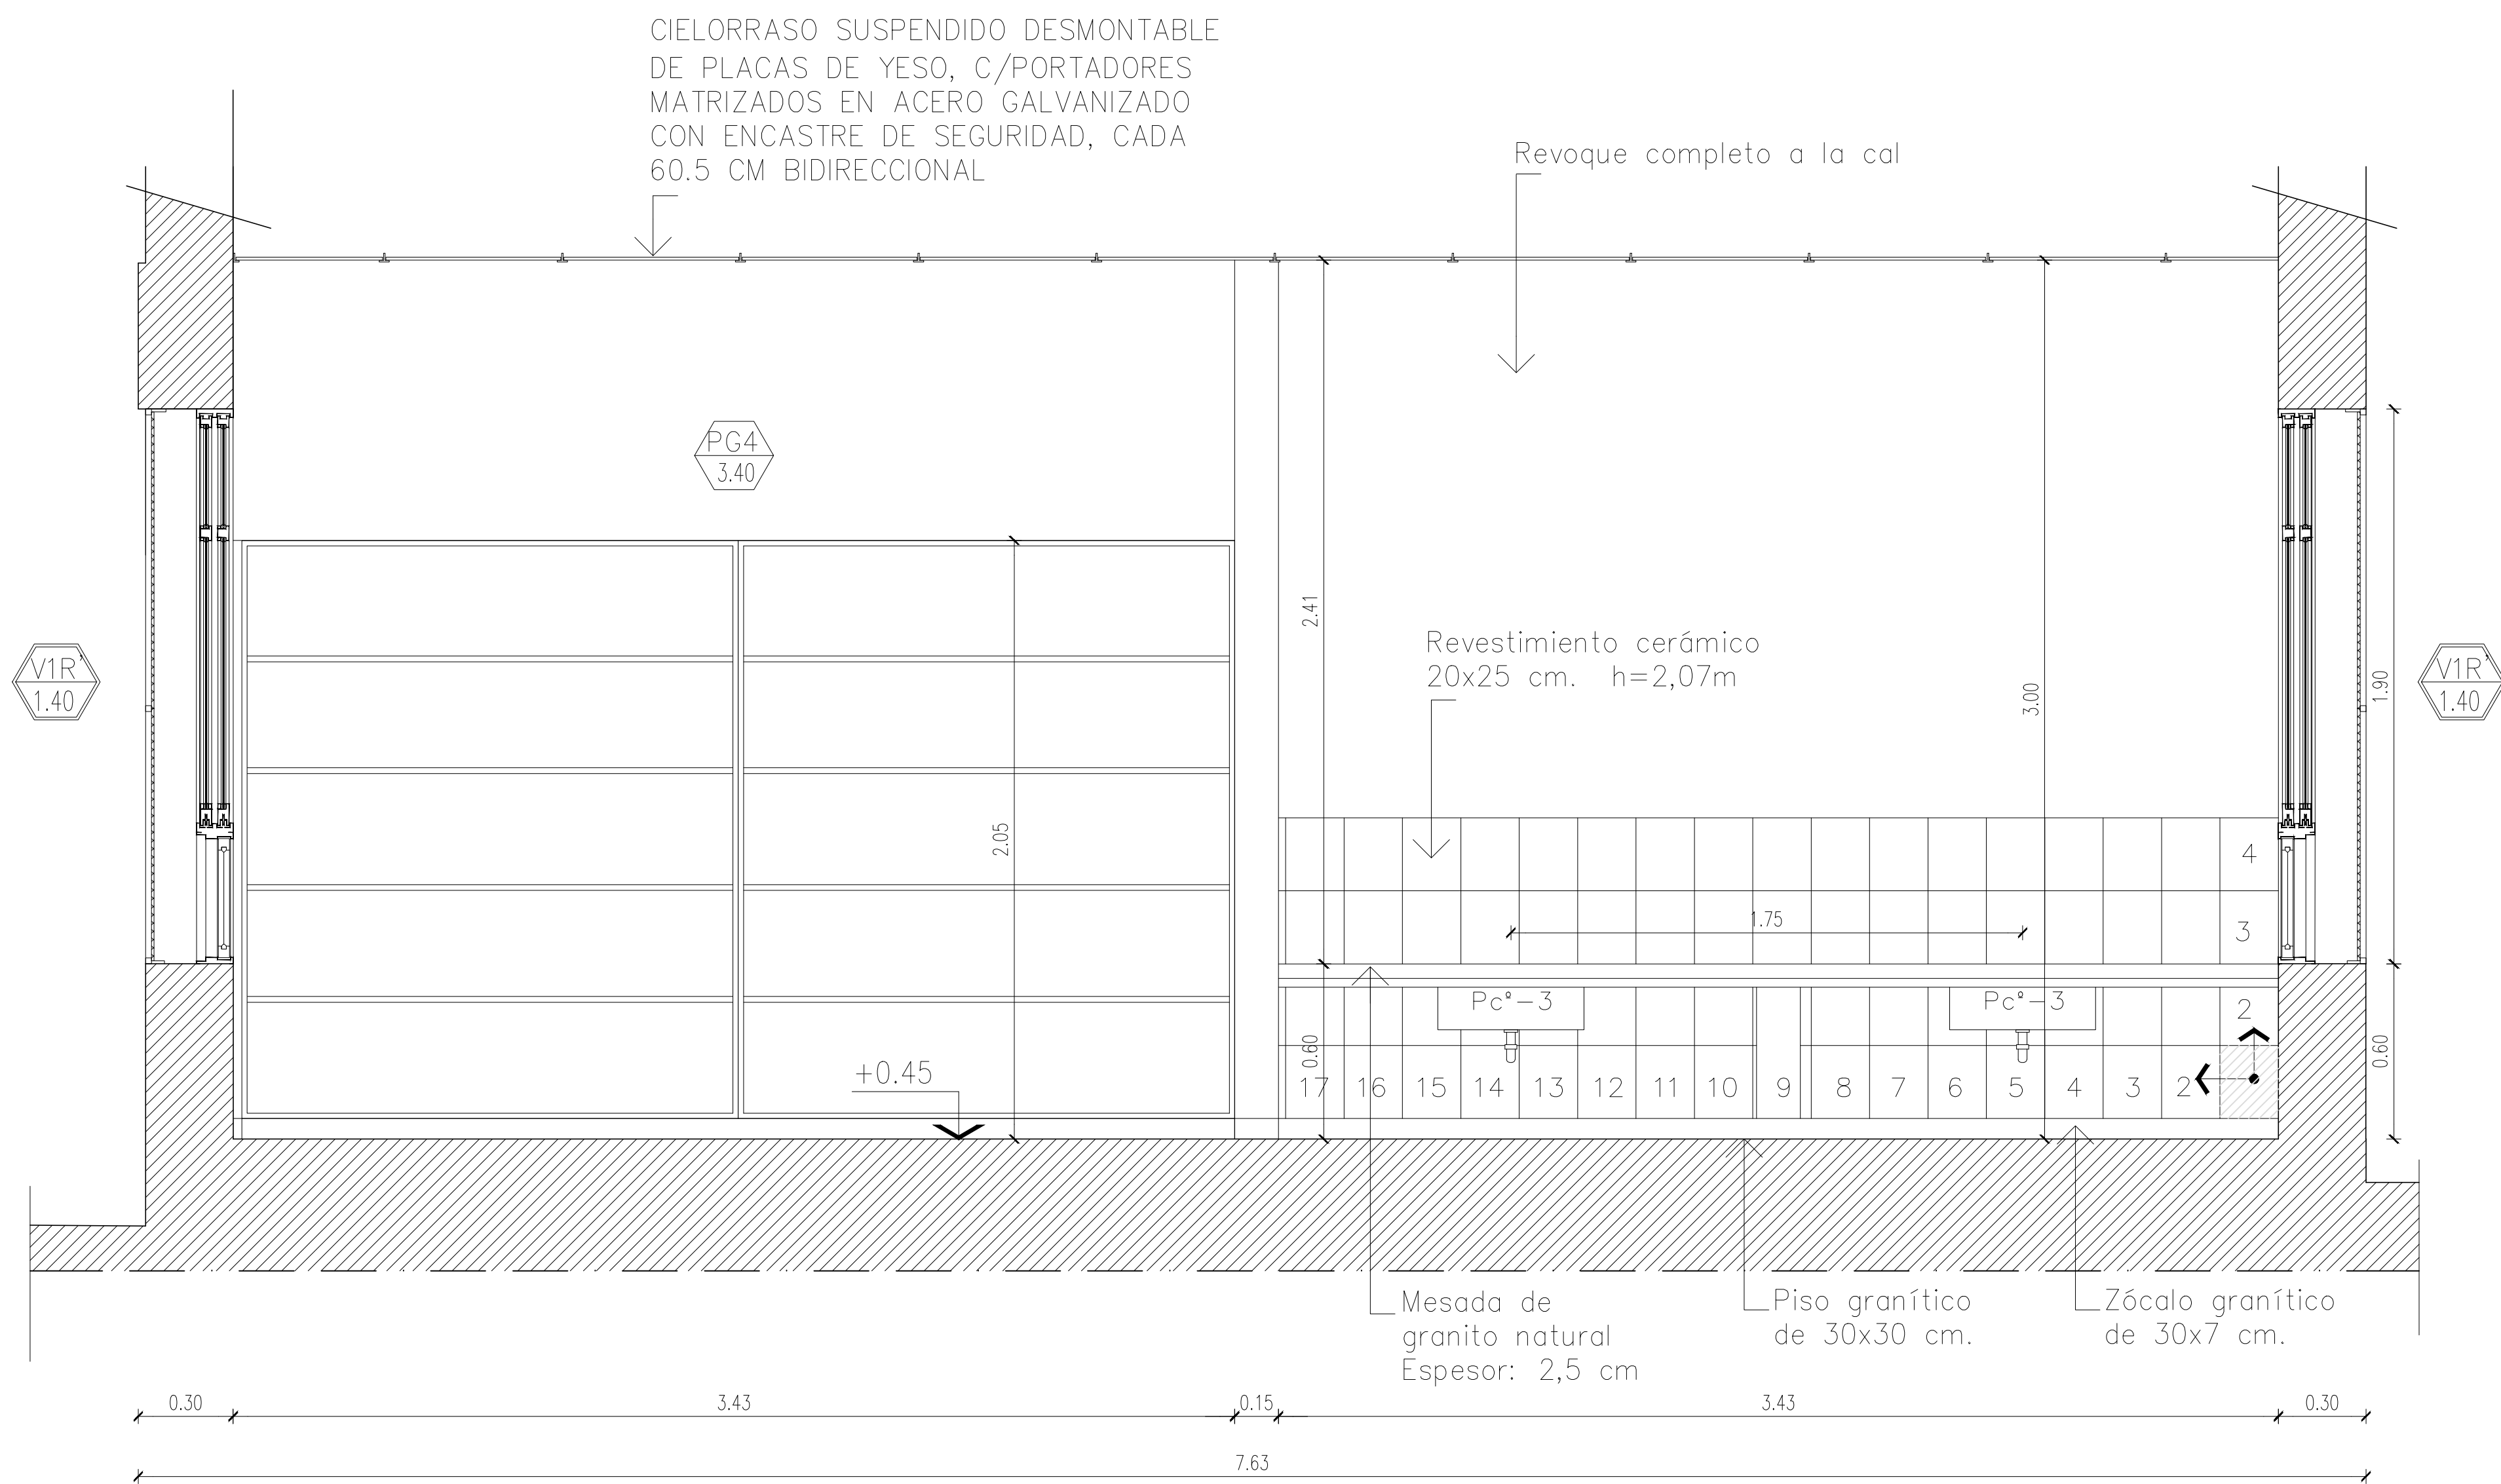 CIELORRASO SUSPENDIDO DESMONTABLE
DE PLACAS DE YESO, C/PORTADORES
MATRIZADOS EN ACERO GALVANIZADO
CON ENCASTRE DE SEGURIDAD, CADA
60.5 CM BIDIRECCIONAL
Revoque completo a la cal
PG4
3.40
V1R'
1.40
2.41
Revestimiento cerámico
20x25 cm. h=2,07m
3.00
1.90
V1R'
1.40
2.05
4
1.75
3
Pcº-3
Pcº-3
2
+0.45
0.60
0.60
17 16 15 14 13 12 11 10 9 8 7 6 5 4 3 2
Mesada de
granito natural
Espesor: 2,5 cm
Piso granítico
de 30x30 cm.
Zócalo granítico
de 30x7 cm.
0.30 3.43 0.15 3.43 0.30
7.63